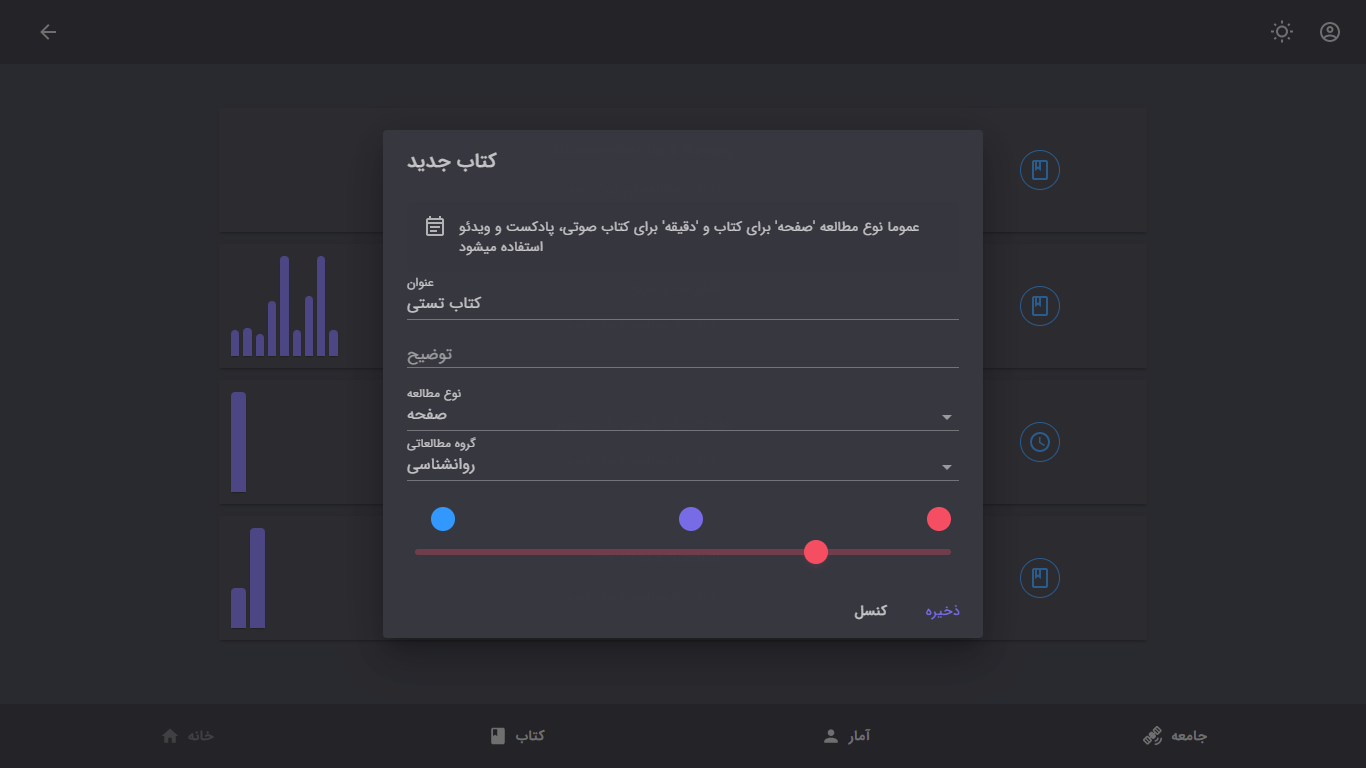 کتاب جدید
عموما نوع مطالعه 'صفحه' برای کتاب و 'دقیقه' برای کتاب صوتی، پادکست و ویدئو
استفاده میشود
عنوان
کتاب تستی
توضیح
نوع مطالعه
صفحه
گروه مطالعاتی
روانشناسی
ذخیره
کنسل
جامعه
آمار
کتاب
خانه